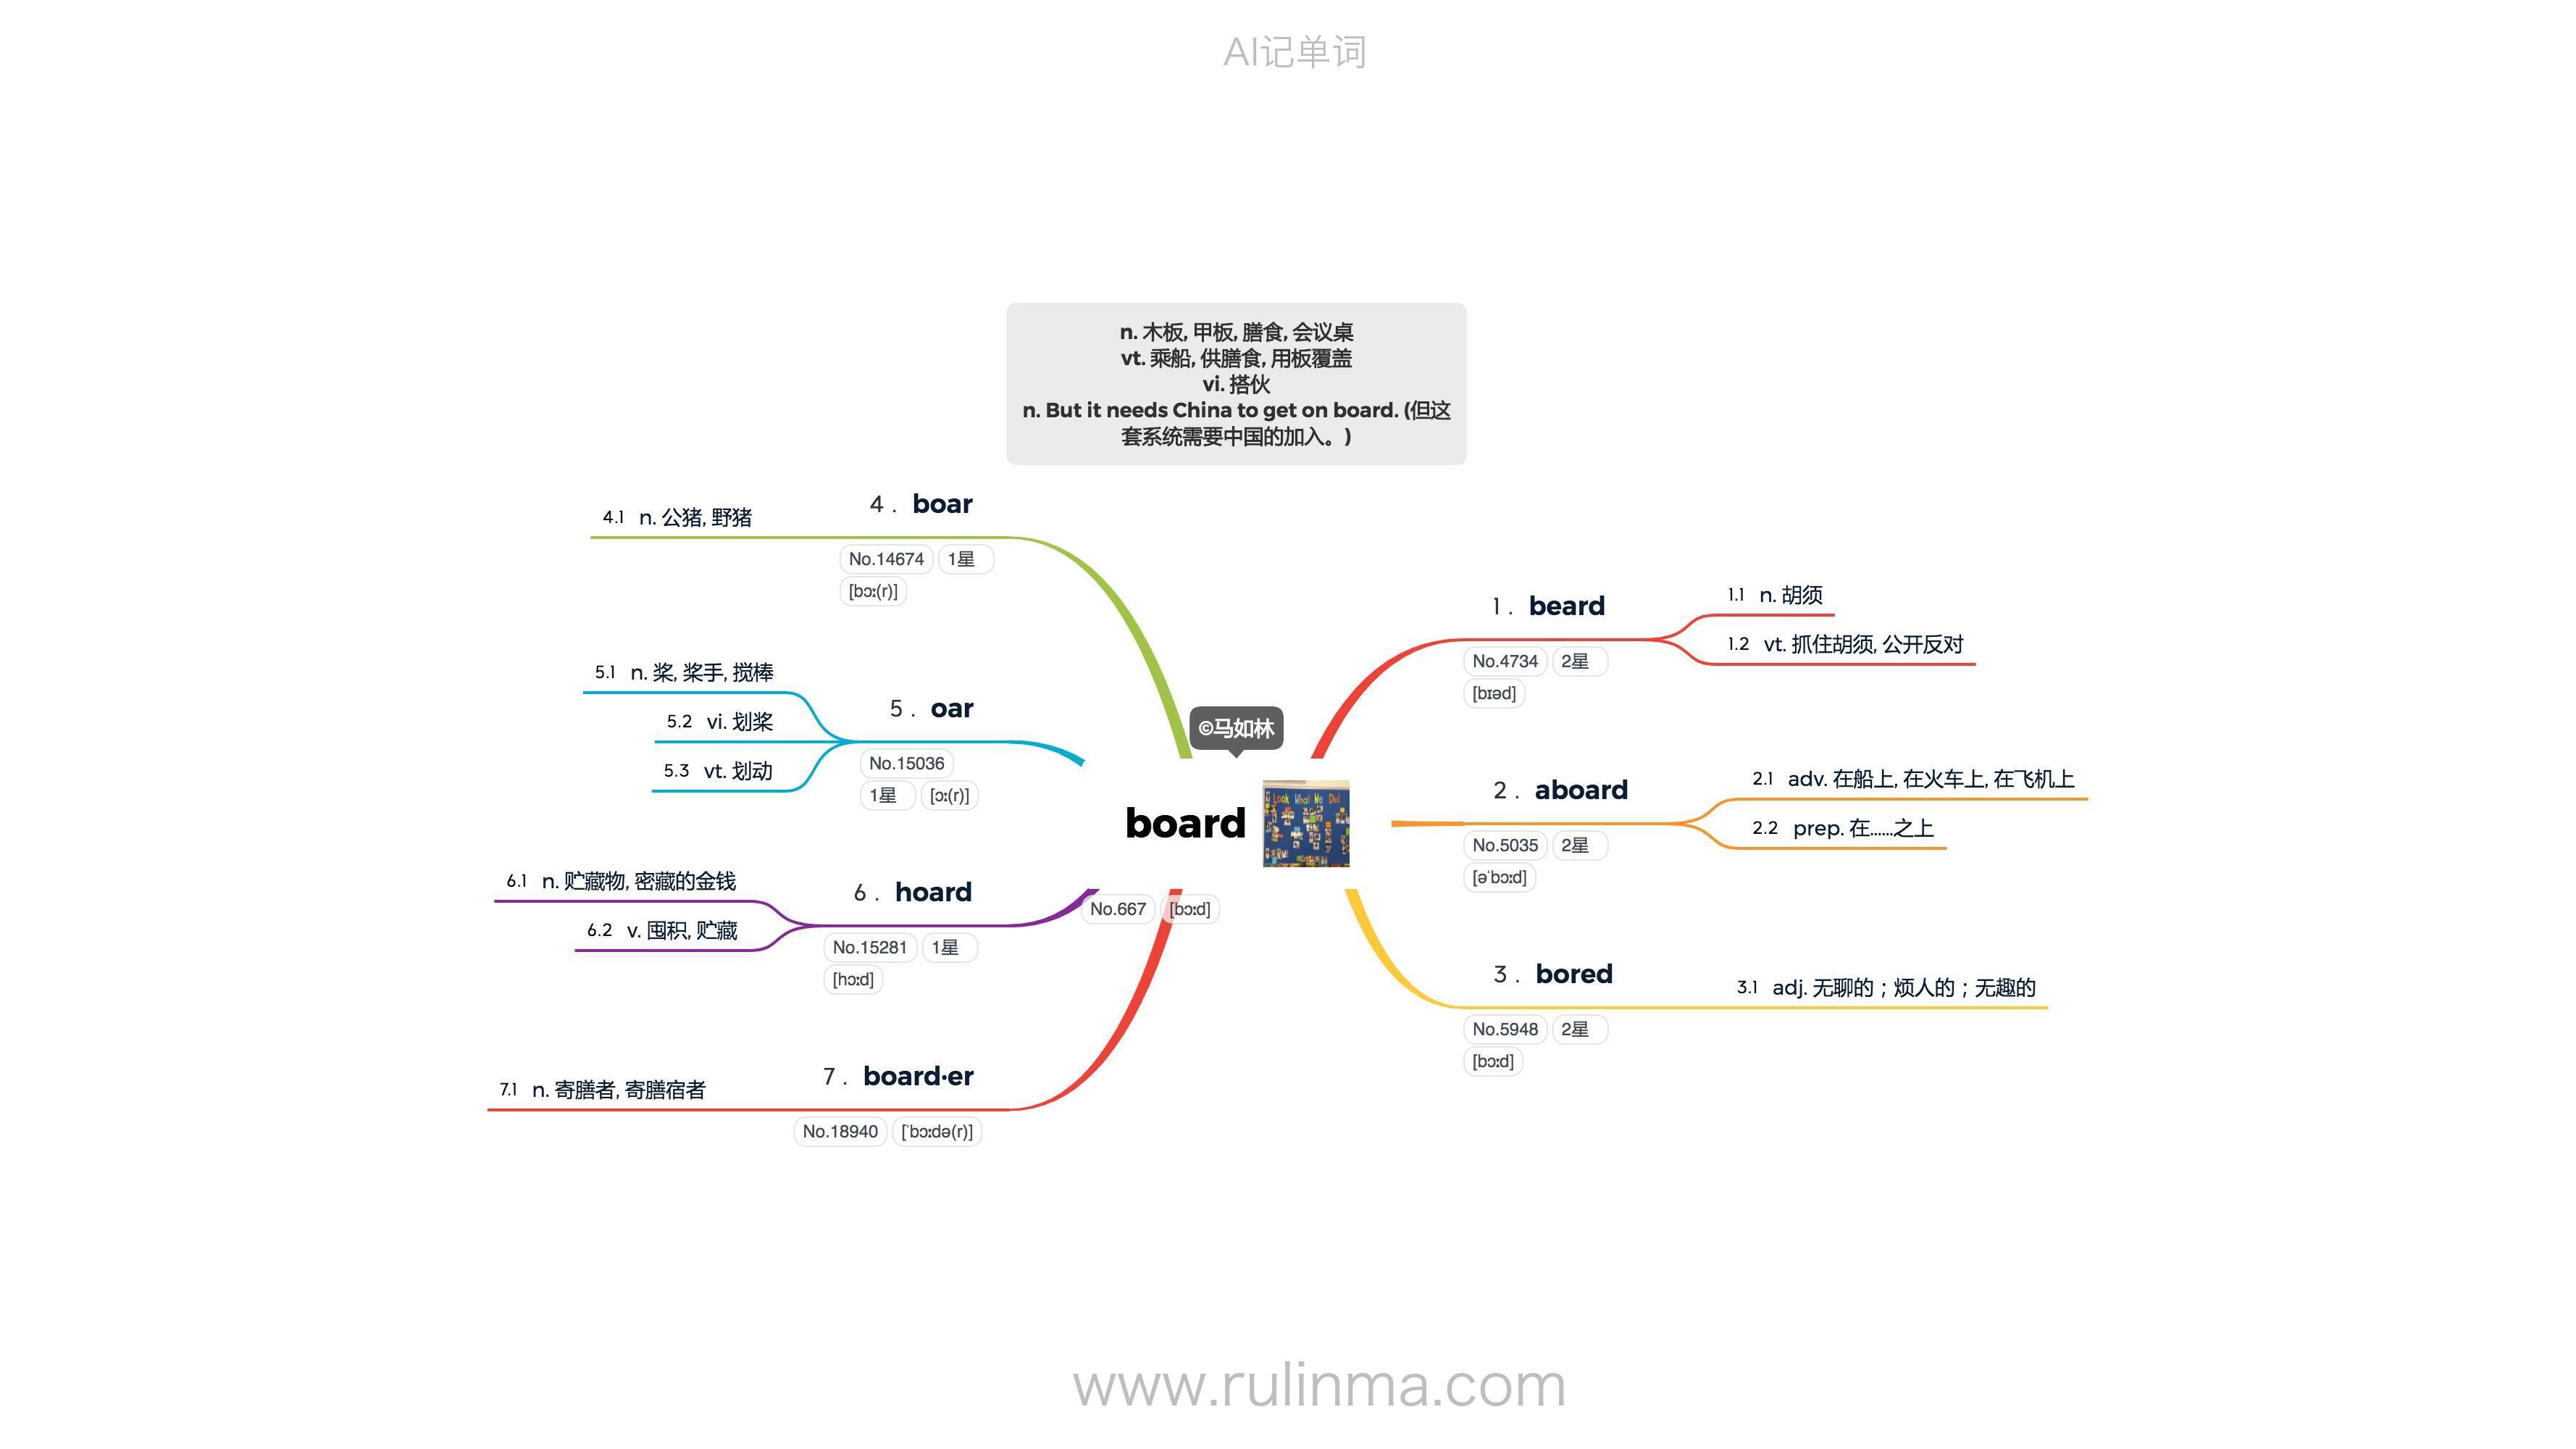 AI记单词
n. 木板, 甲板, 膳食, 会议桌
vt. 乘船, 供膳食, 用板覆盖
vi. 搭伙
n. But it needs China to get on board. (但这
套系统需要中国的加入。)
©马如林
board
Look What We Did
No.667 [bɔːd]
1. beard
No.4734 2星
[bɪəd]
1.1 n. 胡须
1.2 vt. 抓住胡须, 公开反对
2. aboard
No.5035 2星
[əˈbɔːd]
2.1 adv. 在船上, 在火车上, 在飞机上
2.2 prep. 在......之上
3. bored
No.5948 2星
[bɔːd]
3.1 adj. 无聊的；烦人的；无趣的
4. boar
No.14674 1星
[bɔː(r)]
4.1 n. 公猪, 野猪
5. oar
No.15036
1星 [ɔː(r)]
5.1 n. 桨, 桨手, 搅棒
5.2 vi. 划桨
5.3 vt. 划动
6. hoard
No.15281 1星
[hɔːd]
6.1 n. 贮藏物, 密藏的金钱
6.2 v. 囤积, 贮藏
7. board·er
No.18940 [ˈbɔːdə(r)]
7.1 n. 寄膳者, 寄膳宿者
www.rulinma.com